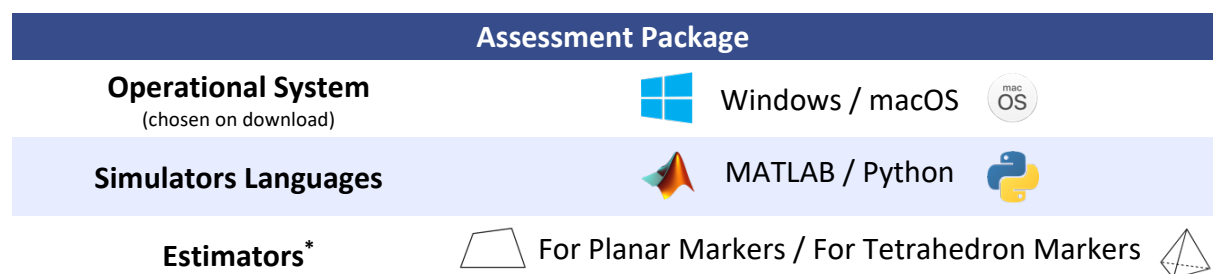 Assessment Package
Operational System
(chosen on download)
Windows / macOS
mac
OS
Simulators Languages
MATLAB / Python
Estimators*
For Planar Markers / For Tetrahedron Markers